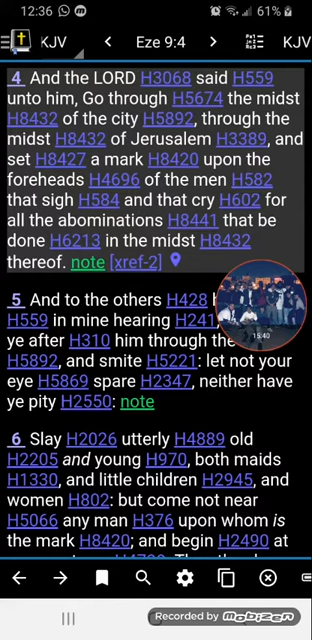 12:36 61%
KJV Eze 9:4 KJV
4 And the LORD H3068 said H559
unto him, Go through H5674 the midst
H8432 of the city H5892, through the
midst H8432 of Jerusalem H3389, and
set H8427 a mark H8420 upon the
foreheads H4696 of the men H582
that sigh H584 and that cry H602 for
all the abominations H8441 that be
done H6213 in the midst H8432
thereof. note [xref-2]
5 And to the others H428
H559 in mine hearing H241,
15:40
ye after H310 him through the
H5892, and smite H5221: let not your
eye H5869 spare H2347, neither have
ye pity H2550: note
6 Slay H2026 utterly H4889 old
H2205 and young H970, both maids
H1330, and little children H2945, and
women H802: but come not near
H5066 any man H376 upon whom is
the mark H8420; and begin H2490 at
Recorded by mobizen